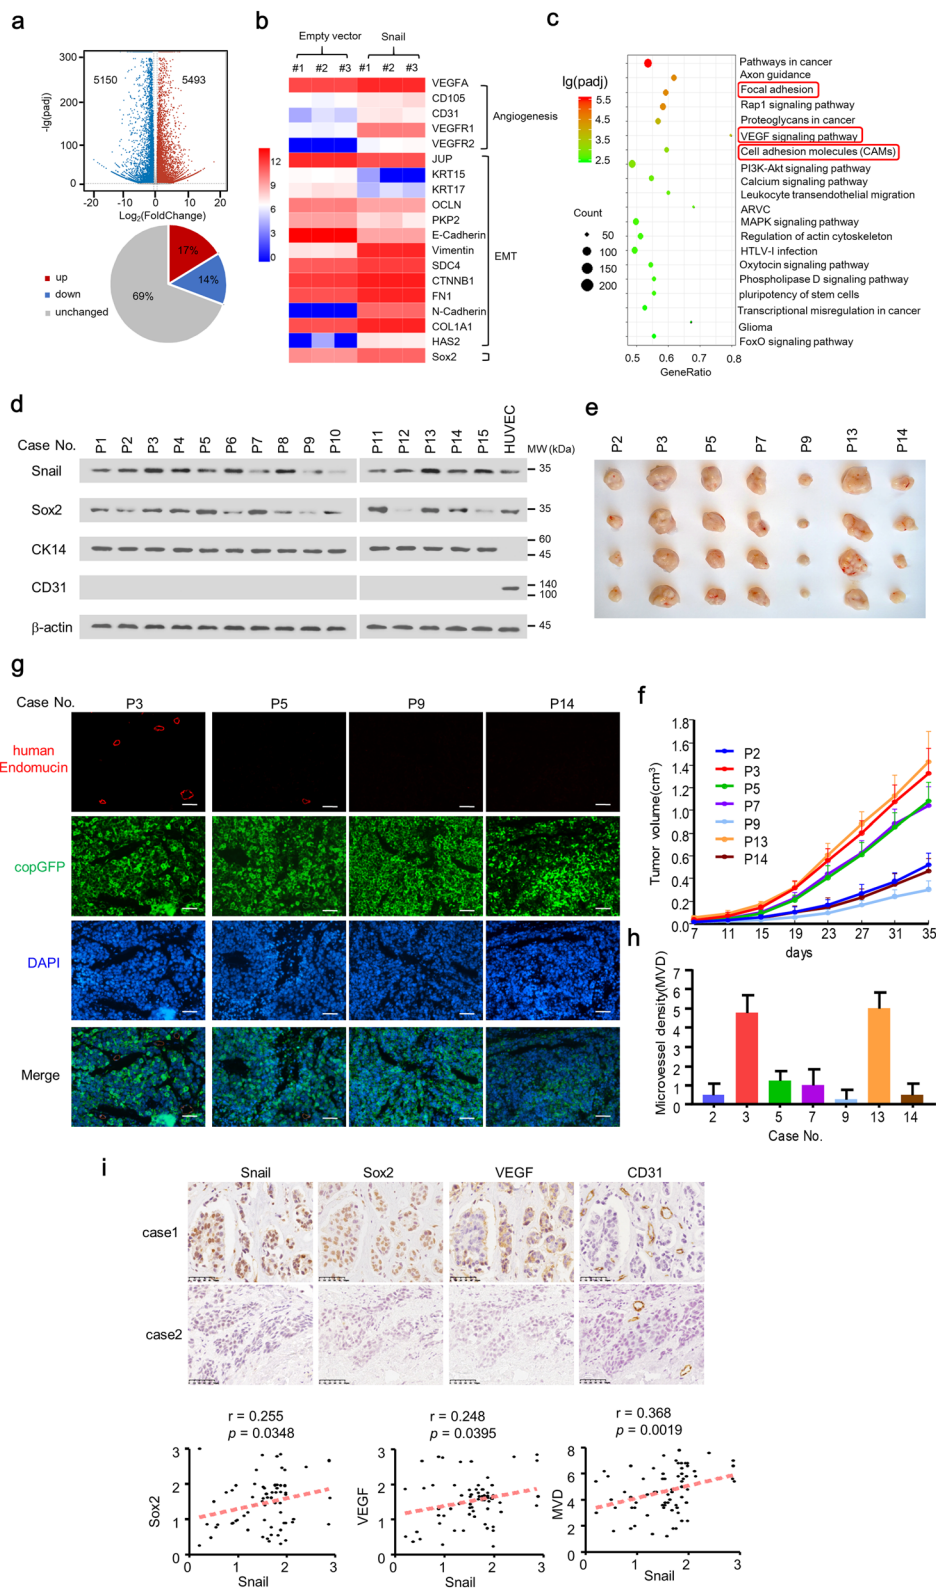 a
300
5150
5493
200
-lg(padj)
100
0
-20 -10 0 10 20
Log2(FoldChange)
17%
14%
69%
up
down
unchanged
b
Empty vector Snail
#1 #2 #3 #1 #2 #3
VEGFA
CD105
CD31
VEGFR1
VEGFR2
JUP
KRT15
KRT17
OCLN
PKP2
E-Cadherin
Vimentin
SDC4
CTNNB1
FN1
N-Cadherin
COL1A1
HAS2
Sox2
Angiogenesis
EMT
12
9
6
3
0
c
lg(padj)
5.5
4.5
3.5
2.5
Count
50
100
150
200
Pathways in cancer
Axon guidance
Focal adhesion
Rap1 signaling pathway
Proteoglycans in cancer
VEGF signaling pathway
Cell adhesion molecules (CAMs)
PI3K-Akt signaling pathway
Calcium signaling pathway
Leukocyte transendothelial migration
ARVC
MAPK signaling pathway
Regulation of actin cytoskeleton
HTLV-I infection
Oxytocin signaling pathway
Phospholipase D signaling pathway
pluripotency of stem cells
Transcriptional misregulation in cancer
Glioma
FoxO signaling pathway
0.5 0.6 0.7 0.8
GeneRatio
d
Case No. P1 P2 P3 P4 P5 P6 P7 P8 P9 P10 P11 P12 P13 P14 P15 HUVEC MW (kDa)
Snail 35
Sox2 35
CK14 60
45
CD31 140
100
β-actin 45
e
P2 P3 P5 P7 P9 P13 P14
g
Case No. P3 P5 P9 P14
human
Endomucin
copGFP
DAPI
Merge
f
1.8
1.6
1.4
1.2
1.0
0.8
0.6
0.4
0.2
0.0
Tumor volume(cm3)
P2
P3
P5
P7
P9
P13
P14
7 11 15 19 23 27 31 35
days
h
7
6
5
4
3
2
1
0
Microvessel density(MVD)
2 3 5 7 9 13 14
Case No.
i
Snail Sox2 VEGF CD31
case1
case2
r = 0.255
p = 0.0348
3
2
1
0
Sox2
0 1 2 3
Snail
r = 0.248
p = 0.0395
3
2
1
0
VEGF
0 1 2 3
Snail
r = 0.368
p = 0.0019
8
6
4
2
0
MVD
0 1 2 3
Snail